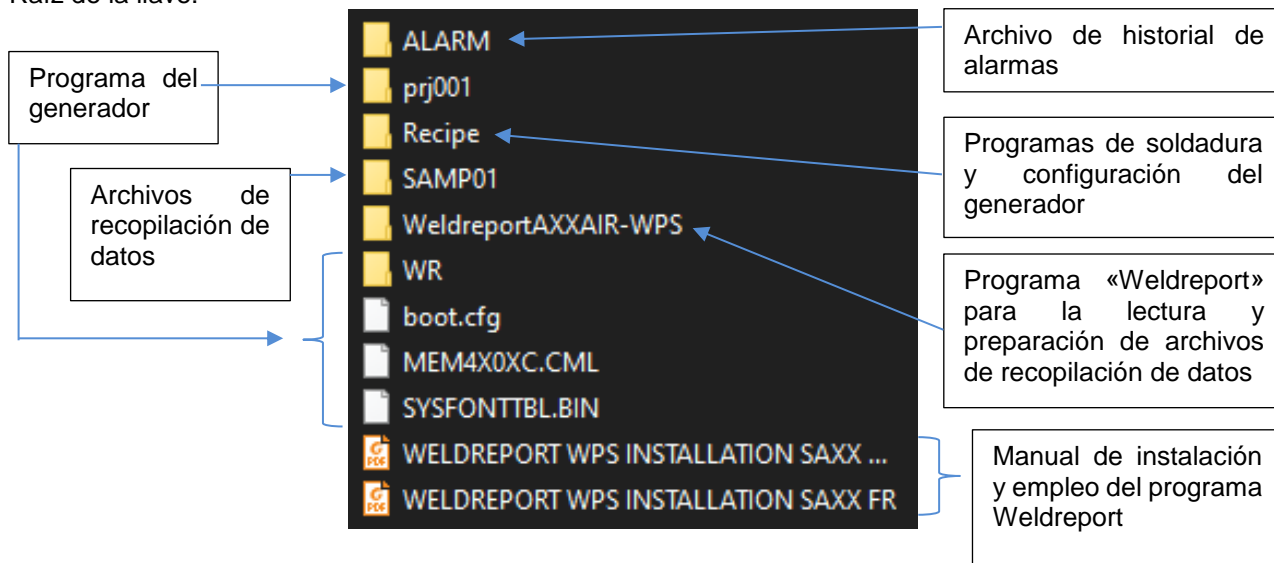 Raíz de la llave.
Programa del
generador
Archivos de
recopilación de
datos
ALARM
prj001
Recipe
SAMP01
WeldreportAXXAIR-WPS
WR
boot.cfg
MEM4X0XC.CML
SYSFONTTBL.BIN
WELDREPORT WPS INSTALLATION SAXX ...
WELDREPORT WPS INSTALLATION SAXX FR
Archivo de historial de
alarmas
Programas de soldadura
y configuración del
generador
Programa «Weldreport»
para la lectura y
preparación de archivos
de recopilación de datos
Manual de instalación
y empleo del programa
Weldreport